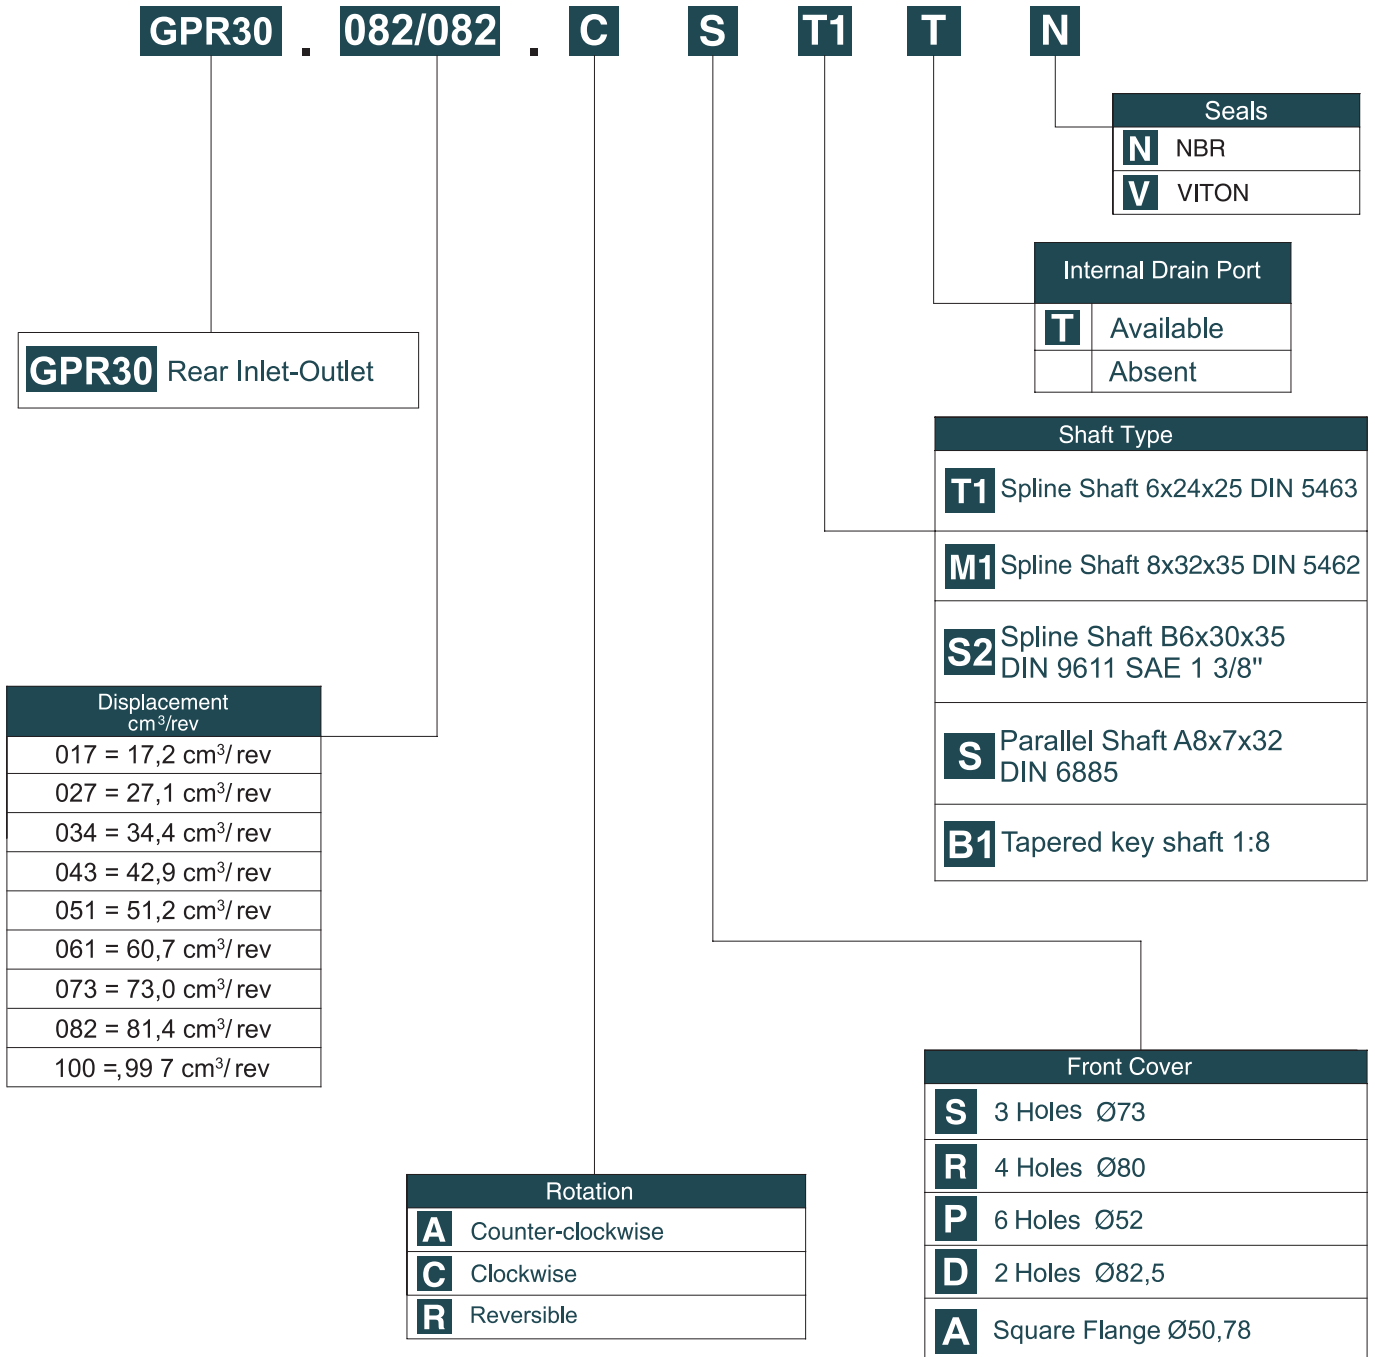 GPR30 . 082/082 . C S T1 T N
Seals
N NBR
V VITON
Internal Drain Port
T Available
Absent
GPR30 Rear Inlet-Outlet
Shaft Type
T1 Spline Shaft 6x24x25 DIN 5463
M1 Spline Shaft 8x32x35 DIN 5462
S2 Spline Shaft B6x30x35
DIN 9611 SAE 1 3/8"
S Parallel Shaft A8x7x32
DIN 6885
B1 Tapered key shaft 1:8
Displacement
cm³/rev
017 = 17,2 cm³/ rev
027 = 27,1 cm³/ rev
034 = 34,4 cm³/ rev
043 = 42,9 cm³/ rev
051 = 51,2 cm³/ rev
061 = 60,7 cm³/ rev
073 = 73,0 cm³/ rev
082 = 81,4 cm³/ rev
100 =,99 7 cm³/ rev
Front Cover
S 3 Holes Ø73
R 4 Holes Ø80
P 6 Holes Ø52
D 2 Holes Ø82,5
A Square Flange Ø50,78
Rotation
A Counter-clockwise
C Clockwise
R Reversible